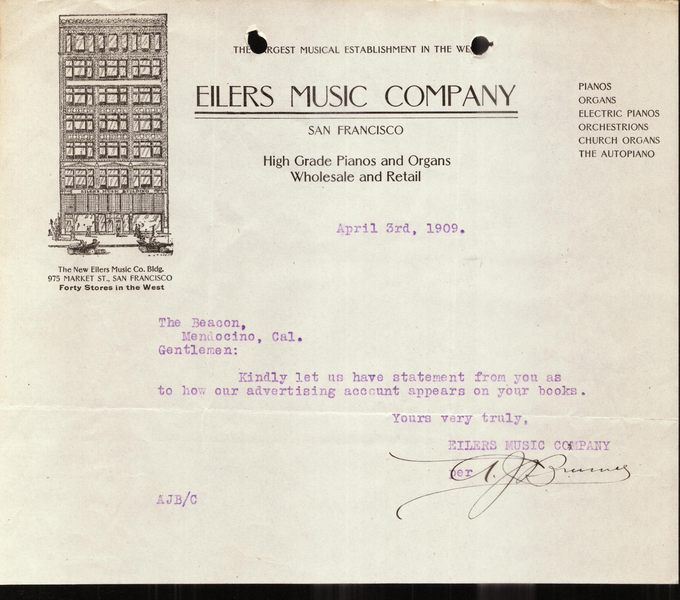 THE LARGEST MUSICAL ESTABLISHMENT IN THE WEST
EILERS MUSIC COMPANY
SAN FRANCISCO
High Grade Pianos and Organs
Wholesale and Retail
PIANOS
ORGANS
ELECTRIC PIANOS
ORCHESTRIONS
CHURCH ORGANS
THE AUTOPIANO
EILERS MUSIC BUILDING
The New Eilers Music Co. Bldg.
975 MARKET ST., SAN FRANCISCO
Forty Stores in the West
April 3rd, 1909.
The Beacon,
Mendocino, Cal.
Gentlemen:
Kindly let us have statement from you as
to how our advertising account appears on your books.
Yours very truly,
EILERS MUSIC COMPANY
per A. J.
AJB/C